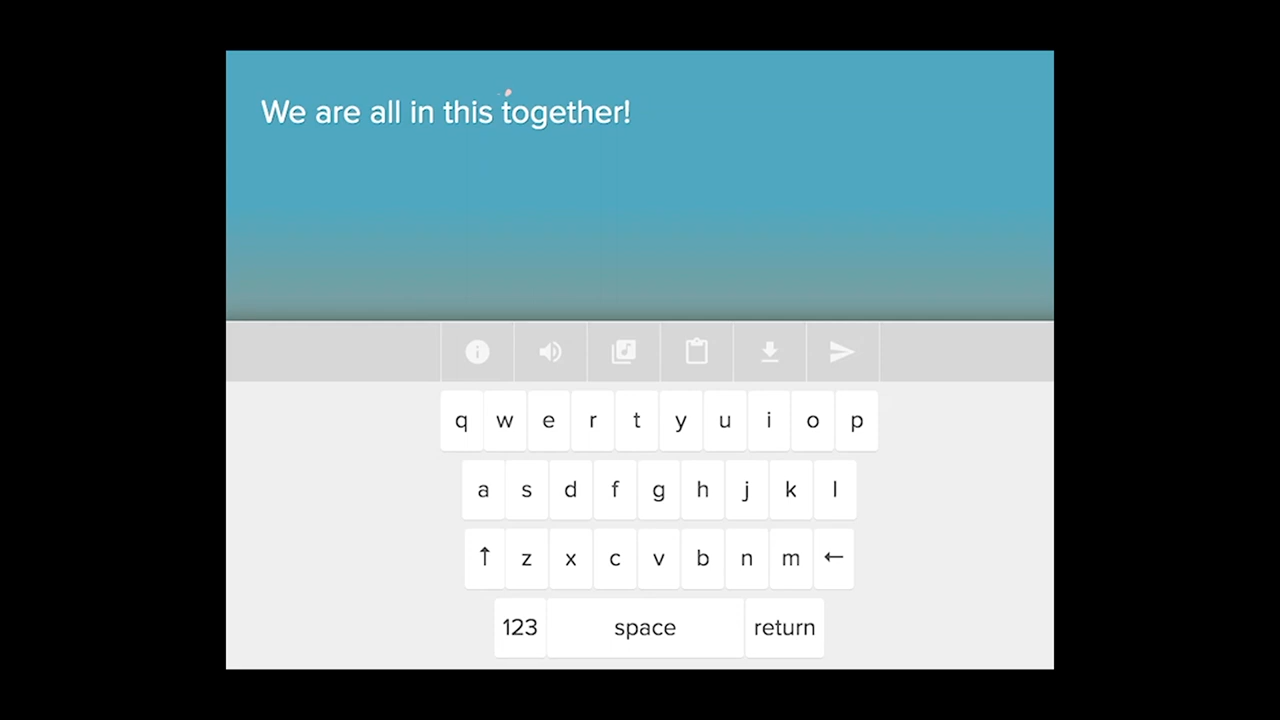 We are all in this together!
q w e r t y u i o p
a s d f g h j k l
↑ z x c v b n m ←
123 space return